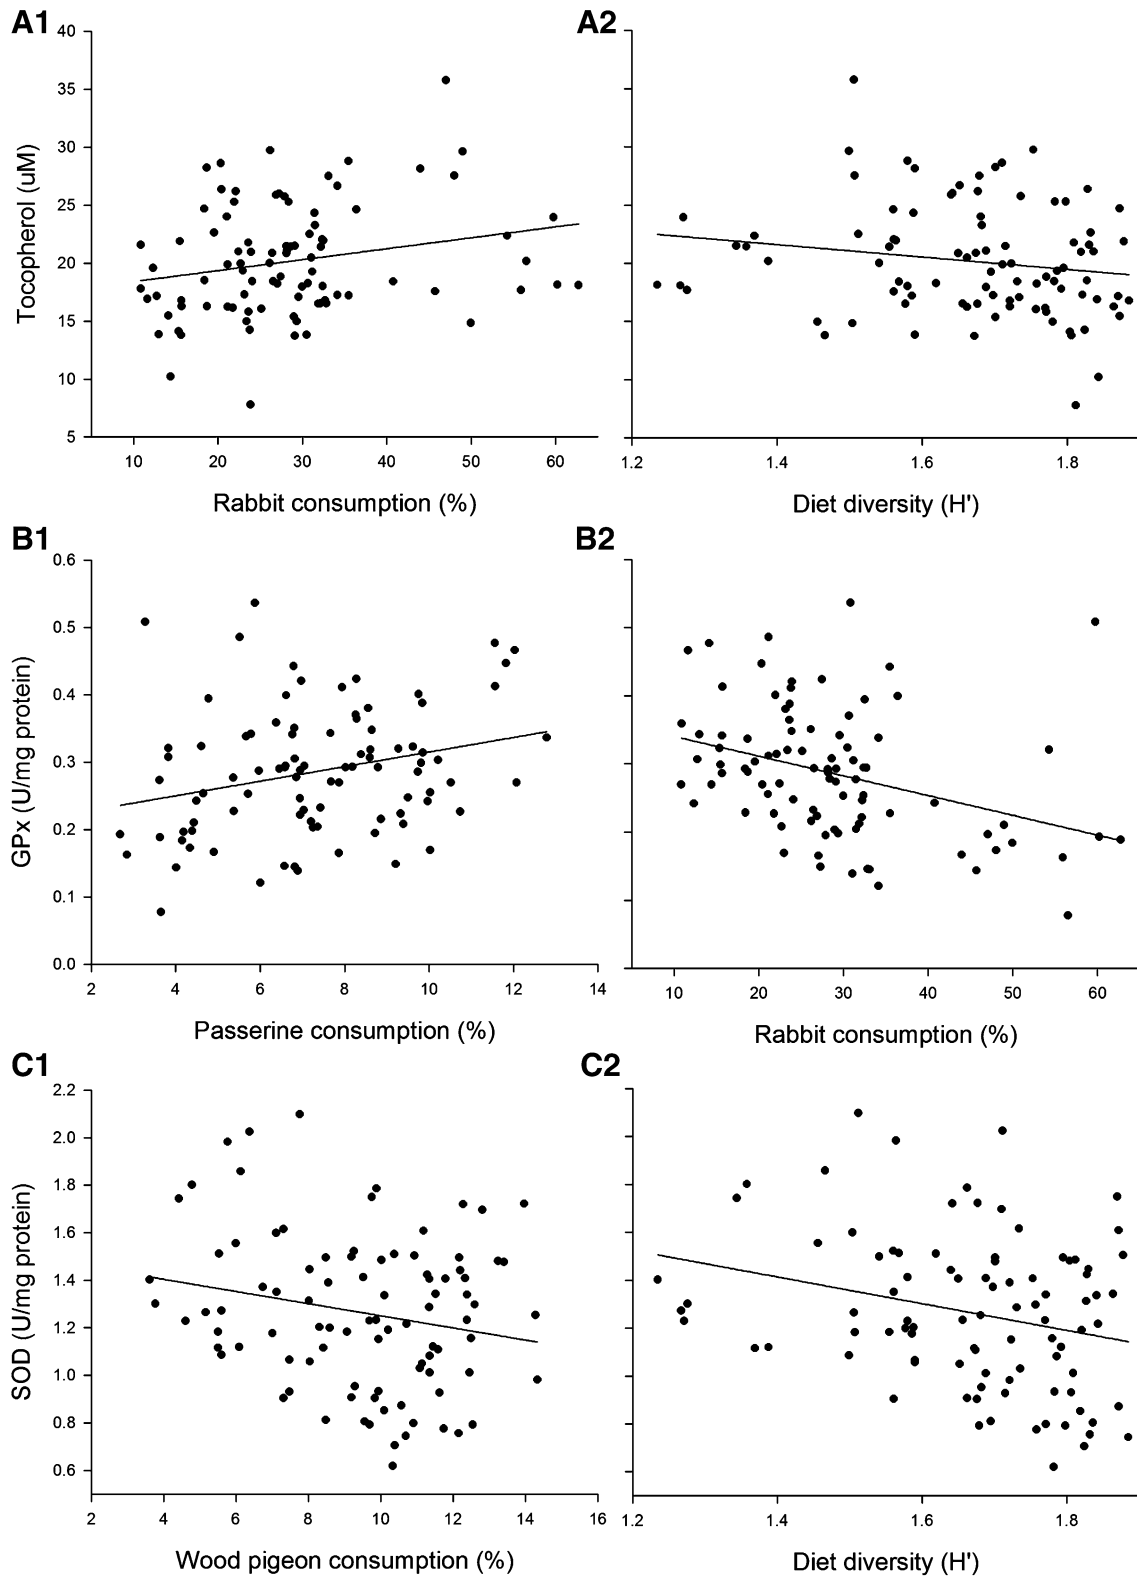 A1 A2
40
35
30
25
20
15
10
5
Tocopherol (uM)
10 20 30 40 50 60 1.2 1.4 1.6 1.8
Rabbit consumption (%) Diet diversity (H')
B1 B2
0.6
0.5
0.4
0.3
0.2
0.1
0.0
GPx (U/mg protein)
2 4 6 8 10 12 14 10 20 30 40 50 60
Passerine consumption (%) Rabbit consumption (%)
C1 C2
2.2
2.0
1.8
1.6
1.4
1.2
1.0
0.8
0.6
SOD (U/mg protein)
2 4 6 8 10 12 14 16 1.2 1.4 1.6 1.8
Wood pigeon consumption (%) Diet diversity (H')